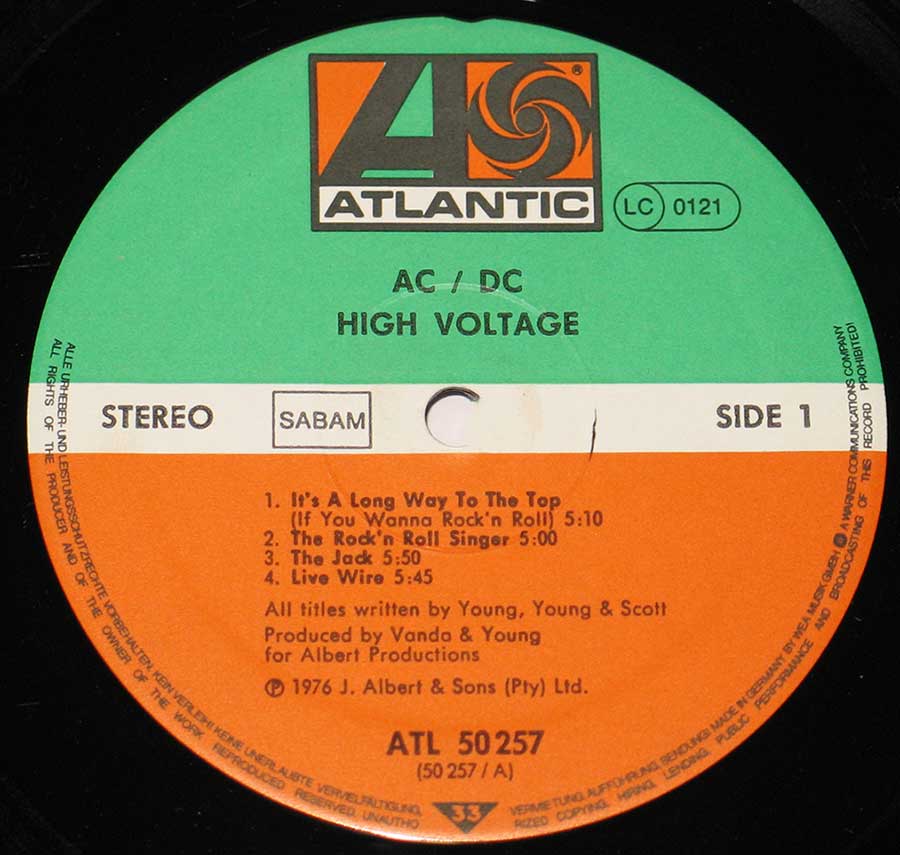 ATLANTIC ®
LC 0121
AC / DC
HIGH VOLTAGE
STEREO
SABAM
SIDE 1
1. It's A Long Way To The Top
(If You Wanna Rock'n Roll) 5:10
2. The Rock'n Roll Singer 5:00
3. The Jack 5:50
4. Live Wire 5:45
All titles written by Young, Young & Scott
Produced by Vanda & Young
for Albert Productions
℗ 1976 J. Albert & Sons (Pty) Ltd.
ATL 50 257
(50 257 / A)
33
ALLE URHEBER- UND LEISTUNGSSCHUTZRECHTE VORBEHALTEN. KEIN VERLEIH! KEINE UNERLAUBTE VERVIELFÄLTIGUNG, VERMIETUNG, AUFFÜHRUNG, SENDUNG! MADE IN GERMANY BY WEA MUSIK GMBH A WARNER COMMUNICATIONS COMPANY
ALL RIGHTS OF THE PRODUCER AND OF THE OWNER OF THE WORK REPRODUCED RESERVED. UNAUTHO RIZED COPYING, HIRING, LENDING, PUBLIC PERFORMANCE AND BROADCASTING OF THIS RECORD PROHIBITED!